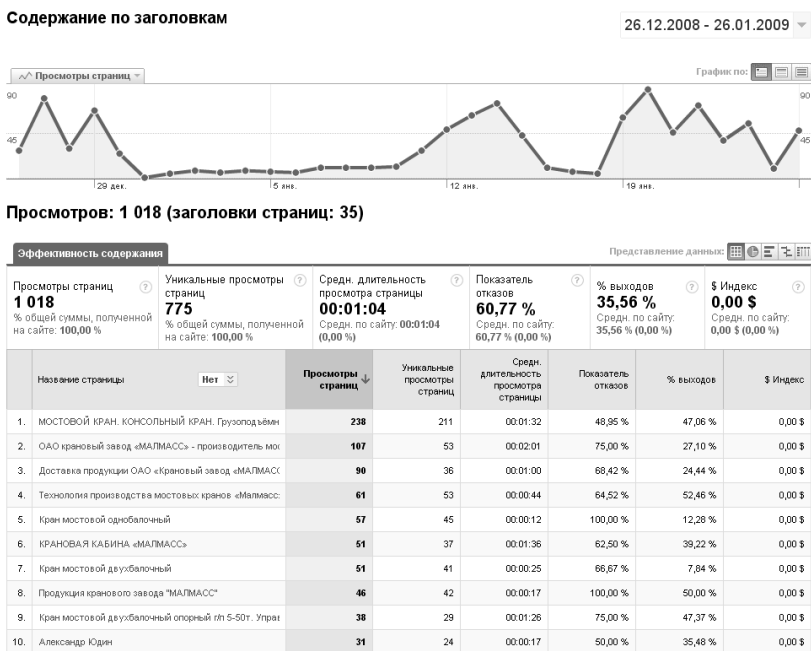 Содержание по заголовкам
26.12.2008 - 26.01.2009
Просмотры страниц
График по:
90
90
45
45
29 дек.
5 янв.
12 янв.
19 янв.
Просмотров: 1 018 (заголовки страниц: 35)
Эффективность содержания
Представление данных:
Просмотры страниц ?
1 018
% общей суммы, полученной
на сайте: 100,00 %
Уникальные просмотры ?
страниц
775
% общей суммы, полученной
на сайте: 100,00 %
Средн. длительность ?
просмотра страницы
00:01:04
Средн. по сайту: 00:01:04
(0,00 %)
Показатель ?
отказов
60,77 %
Средн. по сайту:
60,77 % (0,00 %)
% выходов ?
35,56 %
Средн. по сайту:
35,56 % (0,00 %)
$ Индекс ?
0,00 $
Средн. по сайту:
0,00 $ (0,00 %)
Название страницы
Нет
Просмотры
страниц
Уникальные
просмотры
страниц
Средн.
длительность
просмотра
страницы
Показатель
отказов
% выходов
$ Индекс
1. МОСТОВОЙ КРАН. КОНСОЛЬНЫЙ КРАН. Грузоподъёмн 238 211 00:01:32 48,95 % 47,06 % 0,00 $
2. ОАО крановый завод «МАЛМАСС» - производитель мос 107 53 00:02:01 75,00 % 27,10 % 0,00 $
3. Доставка продукции ОАО «Крановый завод «МАЛМАСС 90 36 00:01:00 68,42 % 24,44 % 0,00 $
4. Технология производства мостовых кранов «Малмасс: 61 53 00:00:44 64,52 % 52,46 % 0,00 $
5. Кран мостовой однобалочный 57 45 00:00:12 100,00 % 12,28 % 0,00 $
6. КРАНОВАЯ КАБИНА «МАЛМАСС» 51 37 00:01:36 62,50 % 39,22 % 0,00 $
7. Кран мостовой двухбалочный 51 41 00:00:25 66,67 % 7,84 % 0,00 $
8. Продукция кранового завода "МАЛМАСС" 46 42 00:00:17 100,00 % 50,00 % 0,00 $
9. Кран мостовой двухбалочный опорный г/п 5-50т. Управ 38 29 00:01:26 75,00 % 47,37 % 0,00 $
10. Александр Юдин 31 24 00:00:17 50,00 % 35,48 % 0,00 $